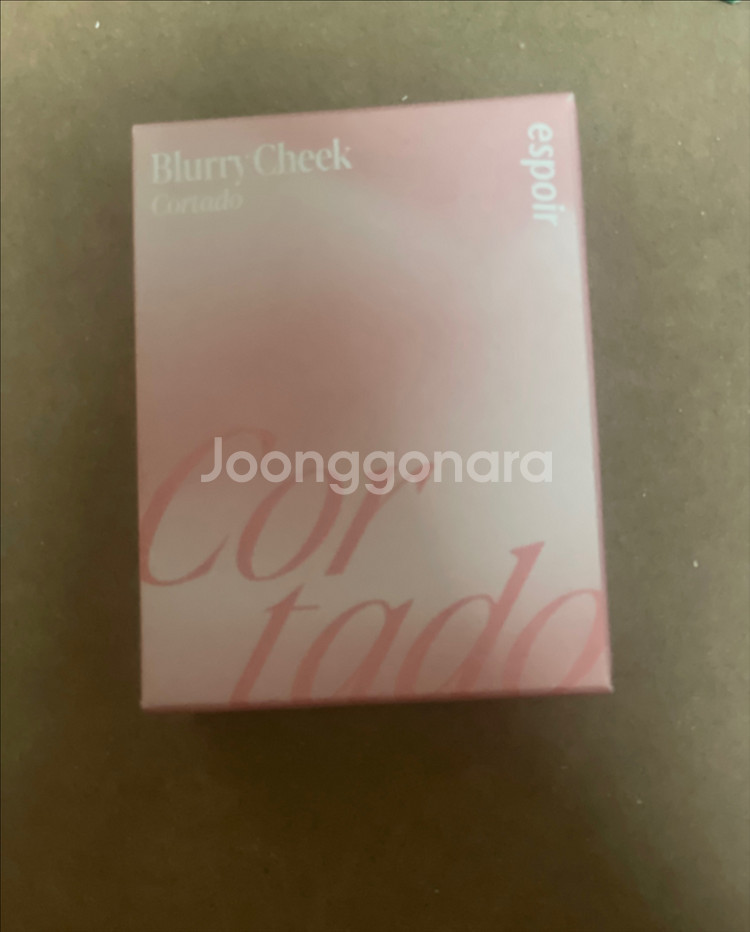 Blurry Cheek
Cortado
espoir
Joonggonara
Cor
tado